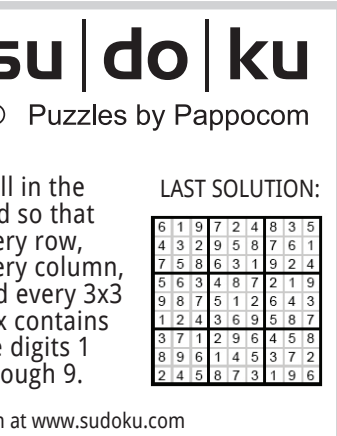 su|do|ku
Puzzles by Pappocom
ll in the
d so that
ery row,
ery column,
d every 3x3
x contains
e digits 1
ough 9.
LAST SOLUTION:
6 1 9 7 2 4 8 3 5
4 3 2 9 5 8 7 6 1
7 5 8 6 3 1 9 2 4
5 6 3 4 8 7 2 1 9
9 8 7 5 1 2 6 4 3
1 2 4 3 6 9 5 8 7
3 7 1 2 9 6 4 5 8
8 9 6 1 4 5 3 7 2
2 4 5 8 7 3 1 9 6
n at www.sudoku.com